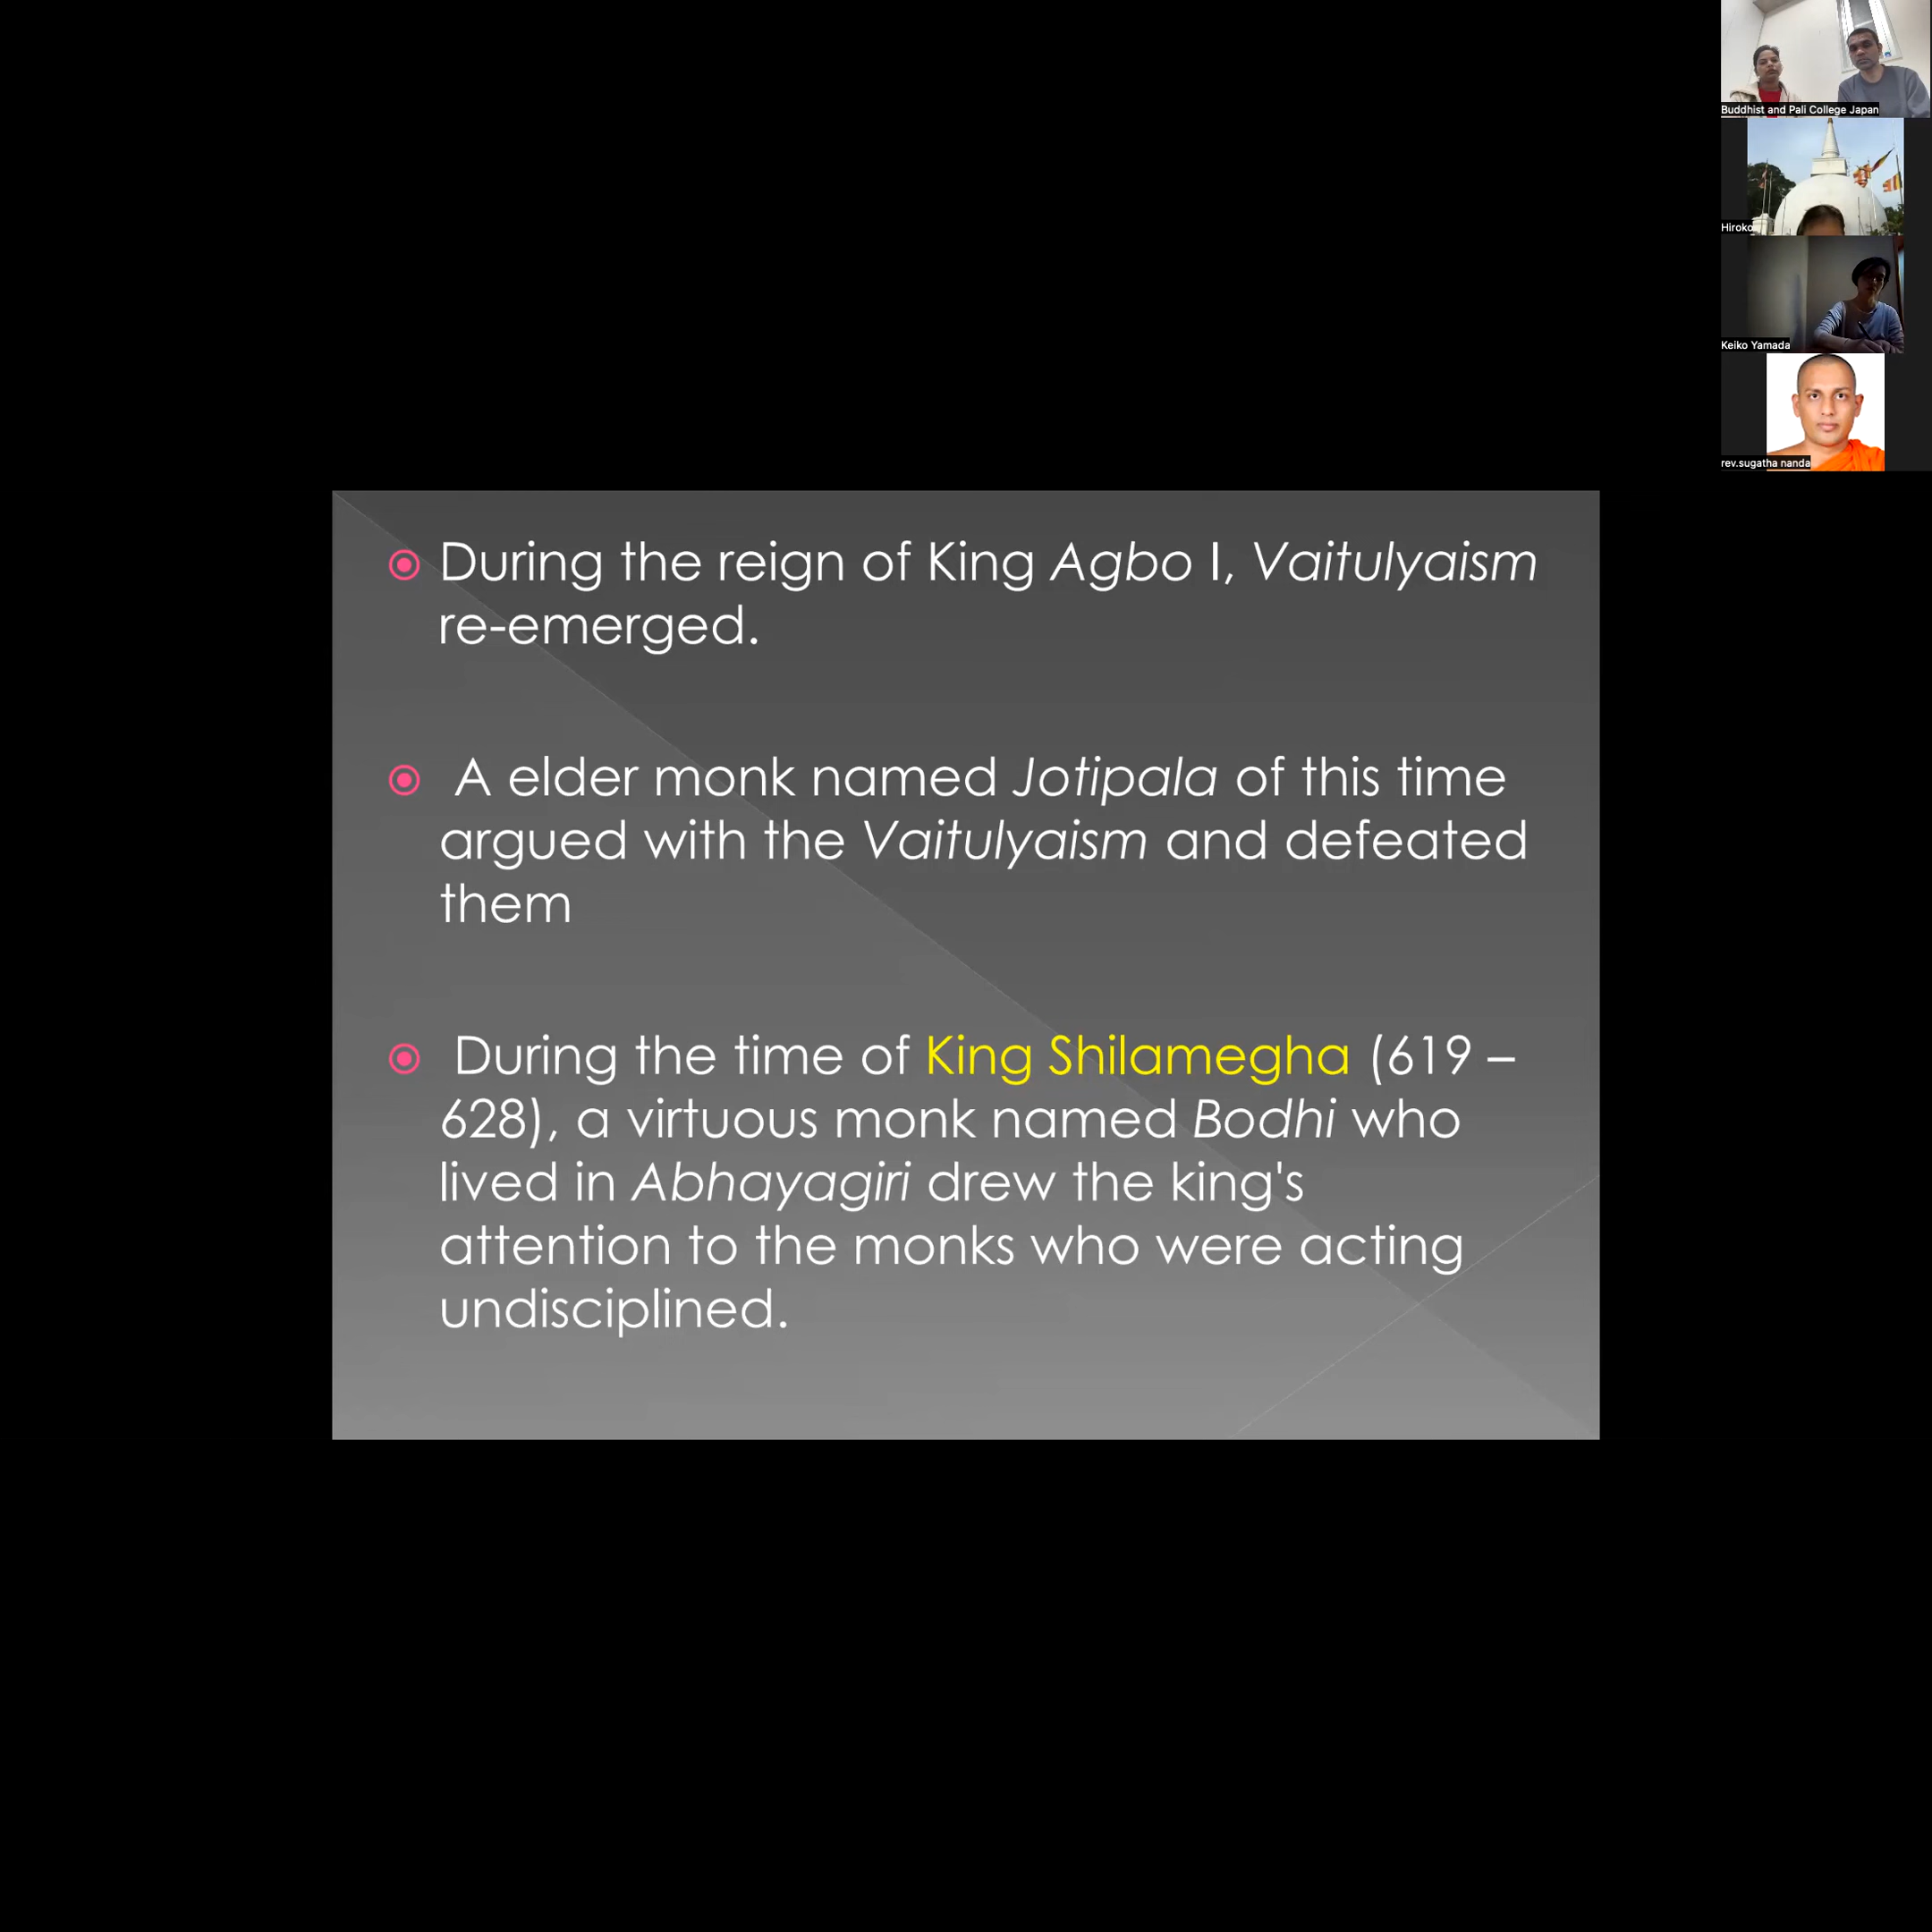 Buddhist and Pali College Japan
Hiroko
Keiko Yamada
rev.sugatha nanda
During the reign of King Agbo I, Vaitulyaism
re-emerged.
A elder monk named Jotipala of this time
argued with the Vaitulyaism and defeated
them
During the time of King Shilamegha (619 –
628), a virtuous monk named Bodhi who
lived in Abhayagiri drew the king's
attention to the monks who were acting
undisciplined.